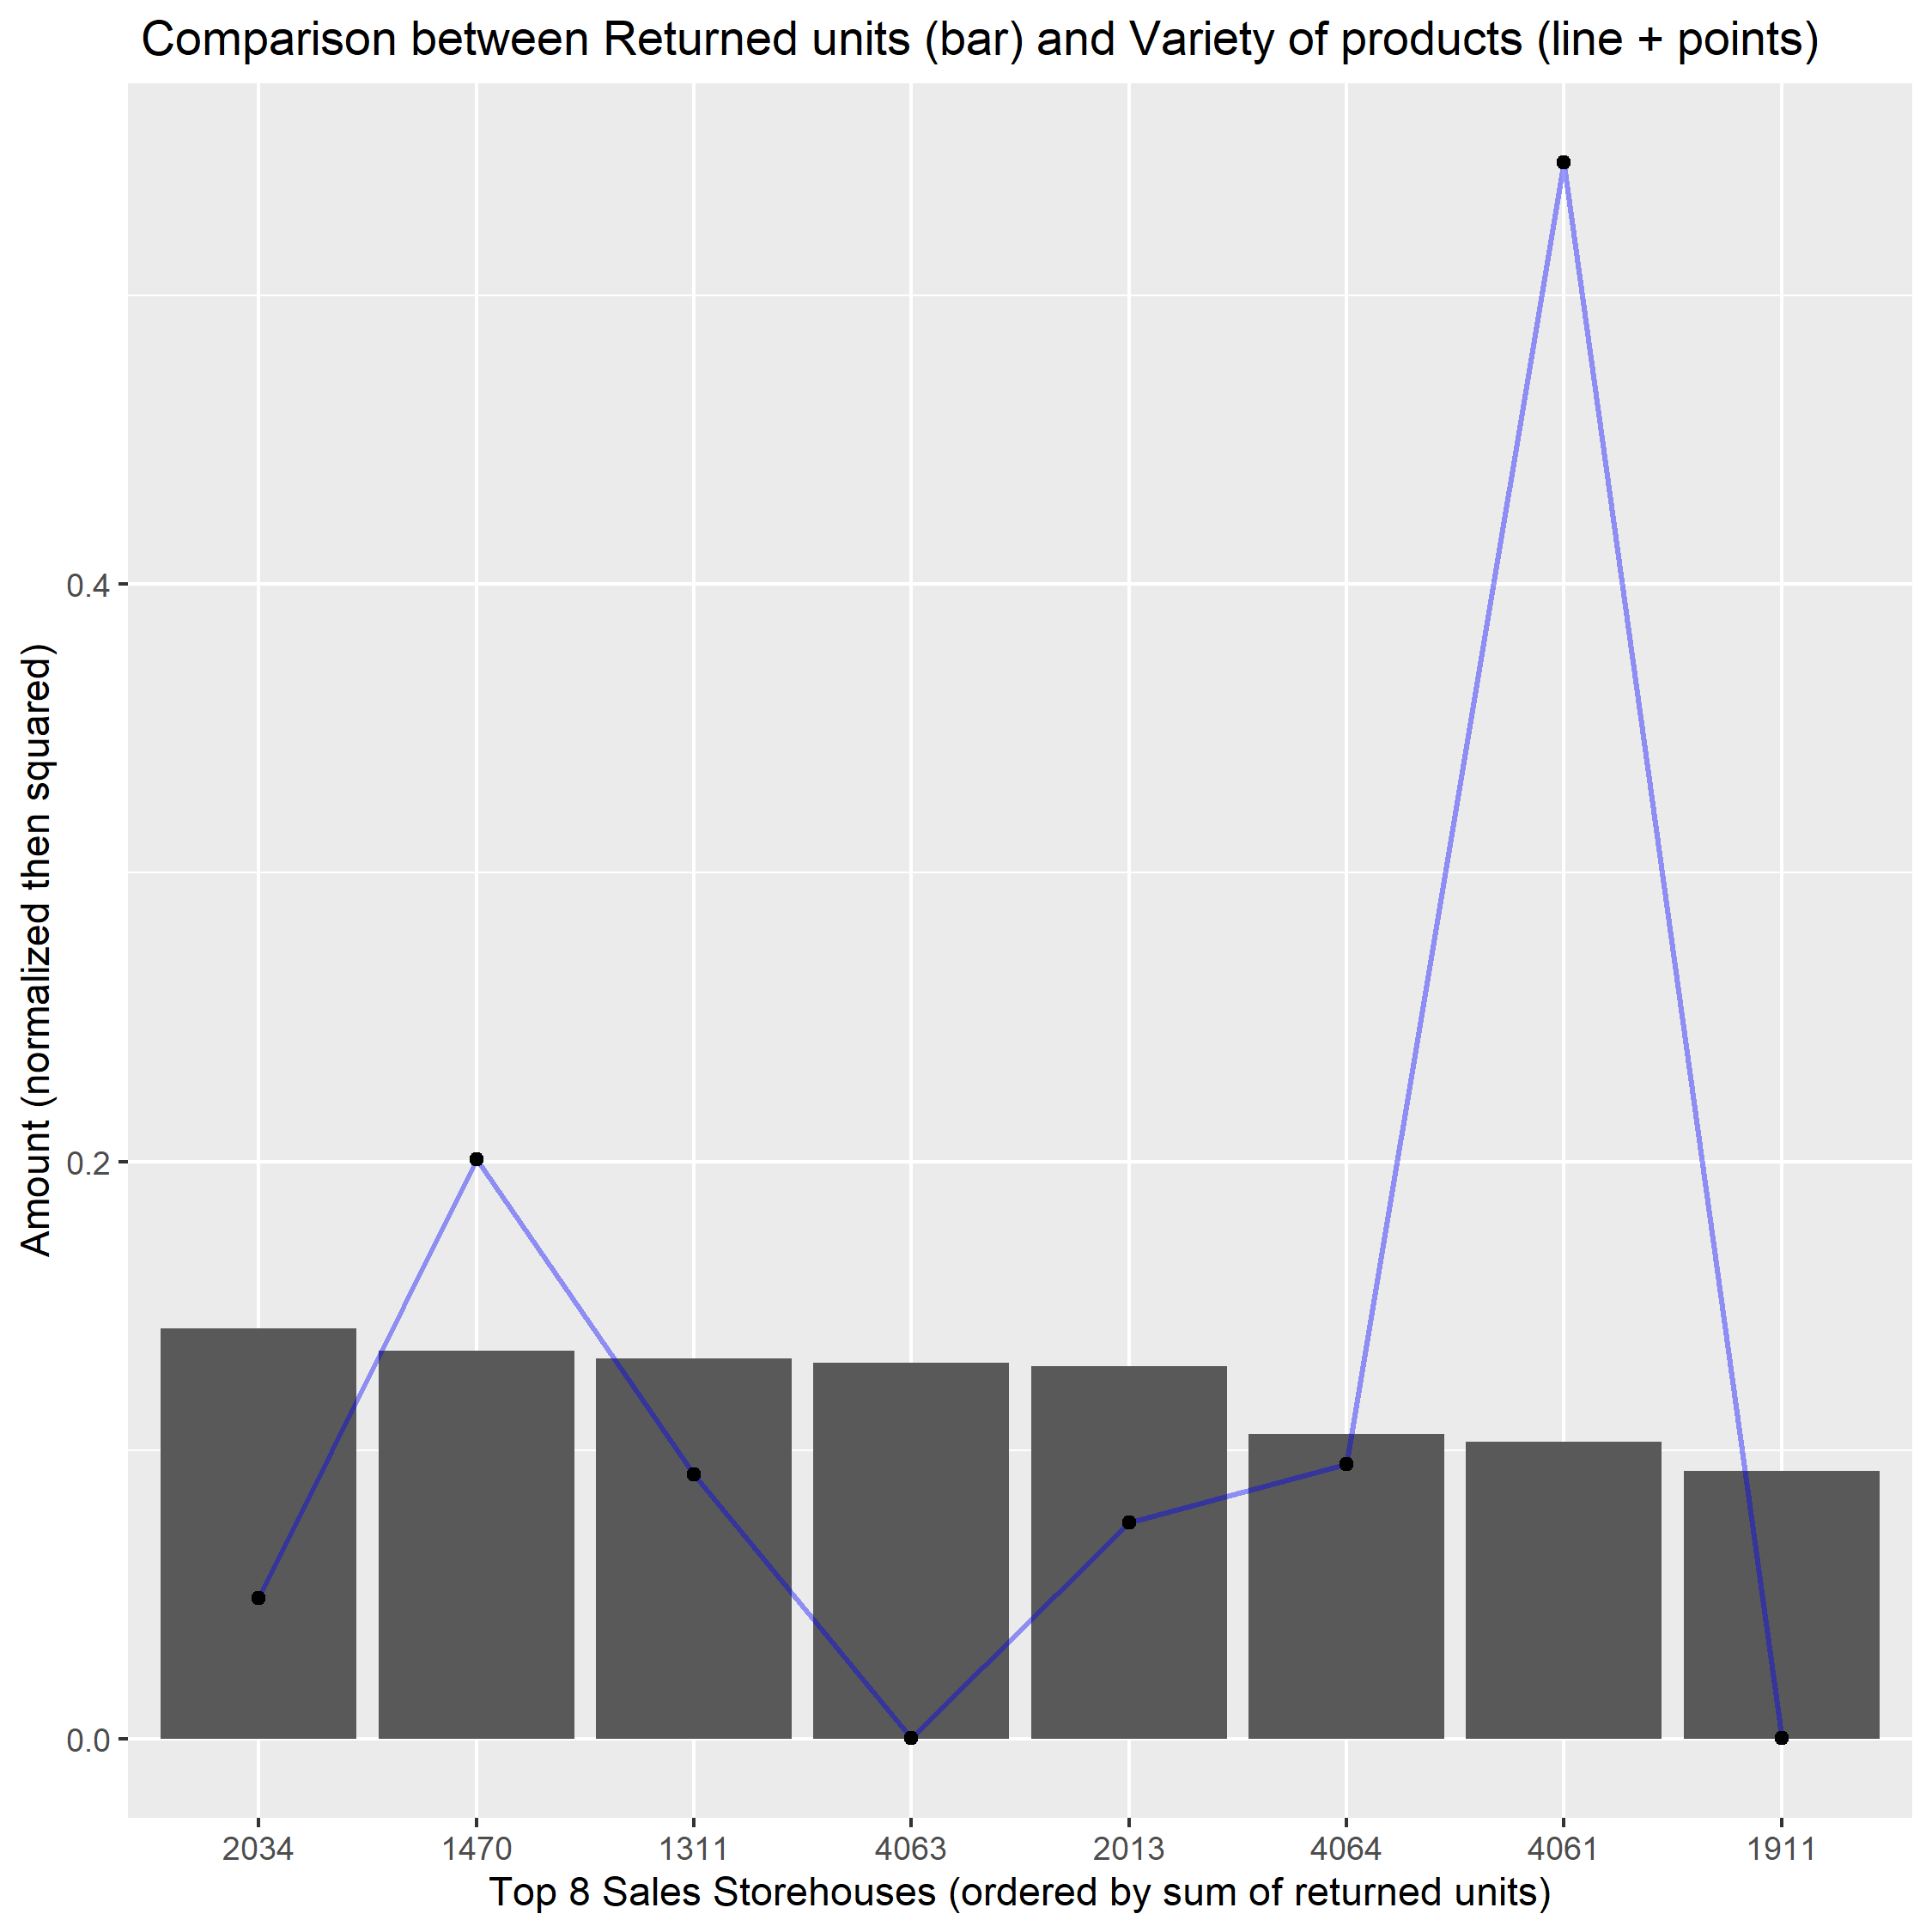 Comparison between Returned units (bar) and Variety of products (line + points)
Amount (normalized then squared)
0.4
0.2
0.0
2034 1470 1311 4063 2013 4064 4061 1911
Top 8 Sales Storehouses (ordered by sum of returned units)